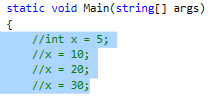 static void Main(string[] args)
{
//int x = 5;
//x = 10;
//x = 20;
//x = 30;